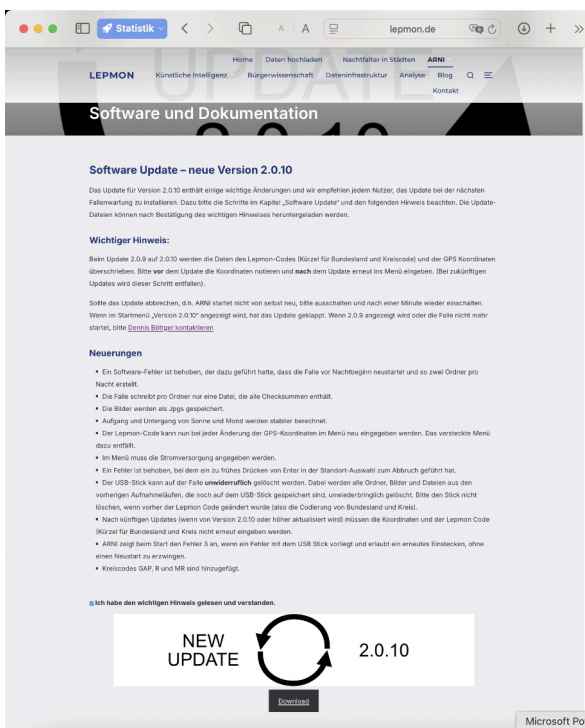 Statistik
A A
lepmon.de
UPDATE
Home Daten hochladen Nachtfalter in Städten ARNI
LEPMON Künstliche Intelligenz Bürgerwissenschaft Dateninfrastruktur Analyse Blog
Kontakt
Software und Dokumentation
Software Update – neue Version 2.0.10
Das Update für Version 2.0.10 enthält einige wichtige Änderungen und wir empfehlen jedem Nutzer, das Update bei der nächsten
Fallenwartung zu installieren. Dazu bitte die Schritte im Kapitel „Software Update“ und den folgenden Hinweis beachten. Die Update-
Dateien können nach Bestätigung des wichtigen Hinweises heruntergeladen werden.
Wichtiger Hinweis:
Beim Update 2.0.9 auf 2.0.10 werden die Daten des Lepmon-Codes (Kürzel für Bundesland und Kreiscode) und der GPS Koordinaten
überschrieben. Bitte vor dem Update die Koordinaten notieren und nach dem Update erneut ins Menü eingeben. (Bei zukünftigen
Updates wird dieser Schritt entfallen).
Sollte das Update abbrechen, d.h. ARNI startet nicht von selbst neu, bitte ausschalten und nach einer Minute wieder einschalten.
Wenn im Startmenü „Version 2.0.10“ angezeigt wird, hat das Update geklappt. Wenn 2.0.9 angezeigt wird oder die Falle nicht mehr
startet, bitte Dennis Böttger kontaktieren
Neuerungen
▪ Ein Software-Fehler ist behoben, der dazu geführt hatte, dass die Falle vor Nachtbeginn neustartet und so zwei Ordner pro
Nacht erstellt.
▪ Die Falle schreibt pro Ordner nur eine Datei, die alle Checksummen enthält.
▪ Die Bilder werden als Jpgs gespeichert.
▪ Aufgang und Untergang von Sonne und Mond werden stabiler berechnet.
▪ Der Lepmon-Code kann nun bei jeder Änderung der GPS-Koordinaten im Menü neu eingegeben werden. Das versteckte Menü
dazu entfällt.
▪ Im Menü muss die Stromversorgung angegeben werden.
▪ Ein Fehler ist behoben, bei dem ein zu frühes Drücken von Enter in der Standort-Auswahl zum Abbruch geführt hat.
▪ Der USB-Stick kann auf der Falle unwiderruflich gelöscht werden. Dabei werden alle Ordner, Bilder und Dateien aus den
vorherigen Aufnahmeläufen, die noch auf dem USB-Stick gespeichert sind, unwiederbringlich gelöscht. Bitte den Stick nicht
löschen, wenn vorher der Lepmon Code geändert wurde (also die Codierung von Bundesland und Kreis).
▪ Nach künftigen Updates (wenn von Version 2.0.10 oder höher aktualisiert wird) müssen die Koordinaten und der Lepmon Code
(Kürzel für Bundesland und Kreis nicht erneut eingeben werden.
▪ ARNI zeigt beim Start den Fehler 3 an, wenn ein Fehler mit dem USB Stick vorliegt und erlaubt ein erneutes Einstecken, ohne
einen Neustart zu erzwingen.
▪ Kreiscodes GAP, R und MR sind hinzugefügt.
Ich habe den wichtigen Hinweis gelesen und verstanden.
NEW
UPDATE
2.0.10
Download